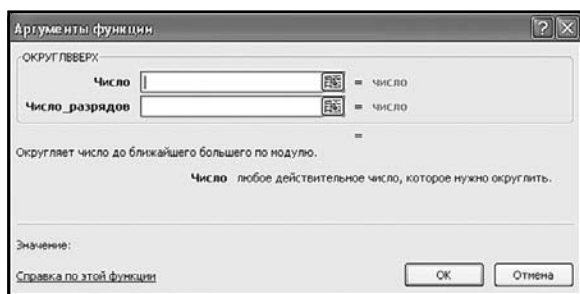 Аргументы функции
ОКРУГЛВВЕРХ
Число = число
Число_разрядов = число
=
Округляет число до ближайшего большего по модулю.
Число любое действительное число, которое нужно округлить.
Значение:
Справка по этой функции
ОК Отмена